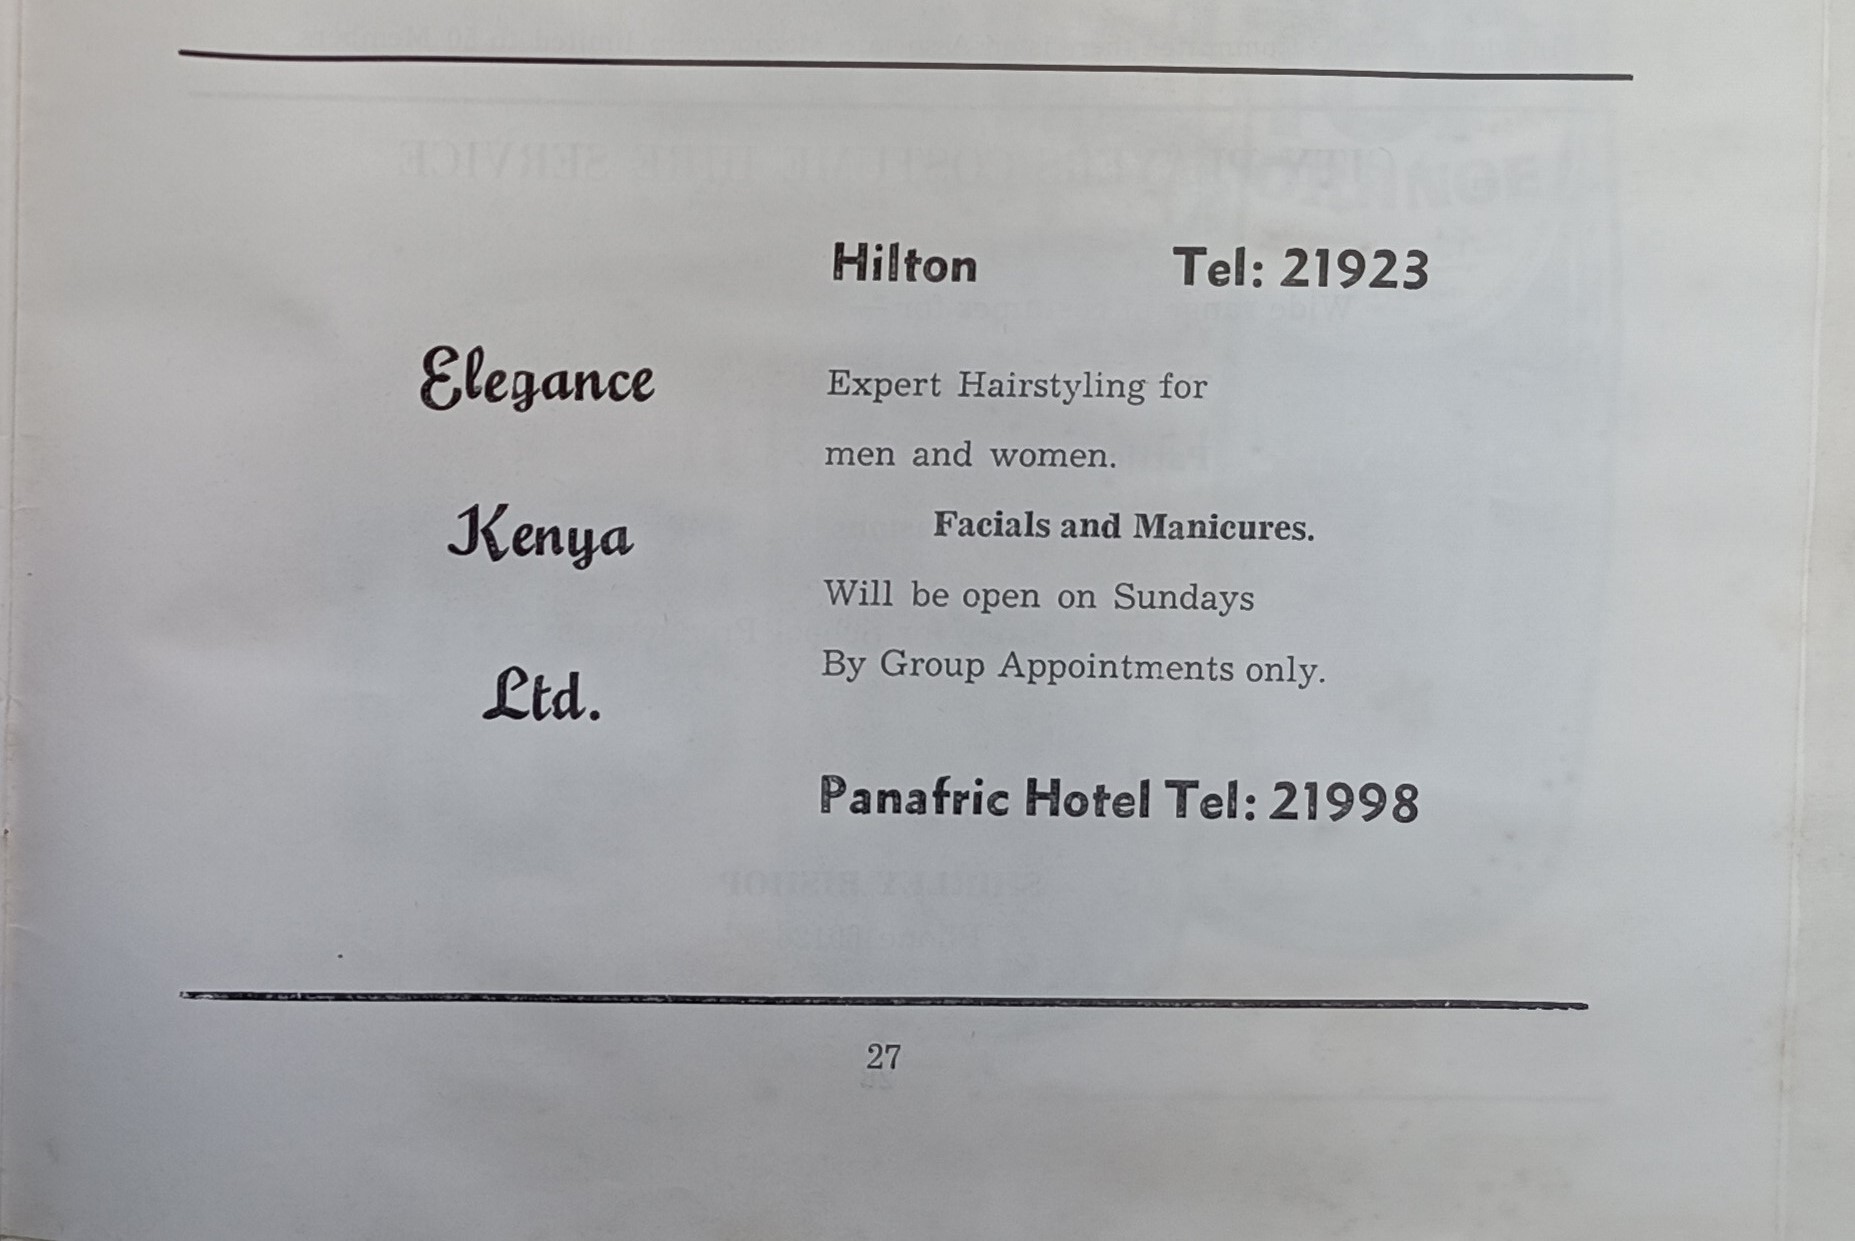 Elegance
Kenya
Ltd.
Hilton Tel: 21923
Expert Hairstyling for
men and women.
Facials and Manicures.
Will be open on Sundays
By Group Appointments only.
Panafric Hotel Tel: 21998
27